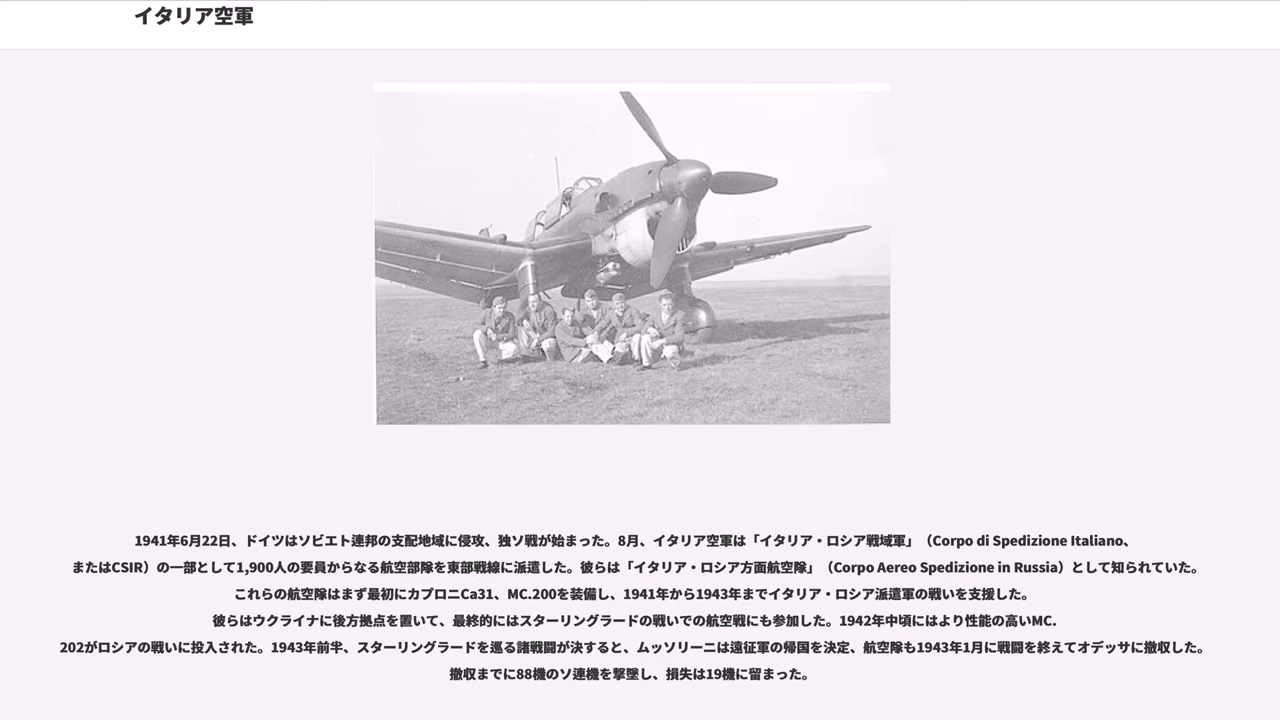 イタリア空軍
1941年6月22日、ドイツはソビエト連邦の支配地域に侵攻、独ソ戦が始まった。8月、イタリア空軍は「イタリア・ロシア戦域軍」（Corpo di Spedizione Italiano、
またはCSIR）の一部として1,900人の要員からなる航空部隊を東部戦線に派遣した。彼らは「イタリア・ロシア方面航空隊」（Corpo Aereo Spedizione in Russia）として知られていた。
これらの航空隊はまず最初にカプロニCa31、MC.200を装備し、1941年から1943年までイタリア・ロシア派遣軍の戦いを支援した。
彼らはウクライナに後方拠点を置いて、最終的にはスターリングラードの戦いでの航空戦にも参加した。1942年中頃にはより性能の高いMC.
202がロシアの戦いに投入された。1943年前半、スターリングラードを巡る諸戦闘が決すると、ムッソリーニは遠征軍の帰国を決定、航空隊も1943年1月に戦闘を終えてオデッサに撤収した。
撤収までに88機のソ連機を撃墜し、損失は19機に留まった。